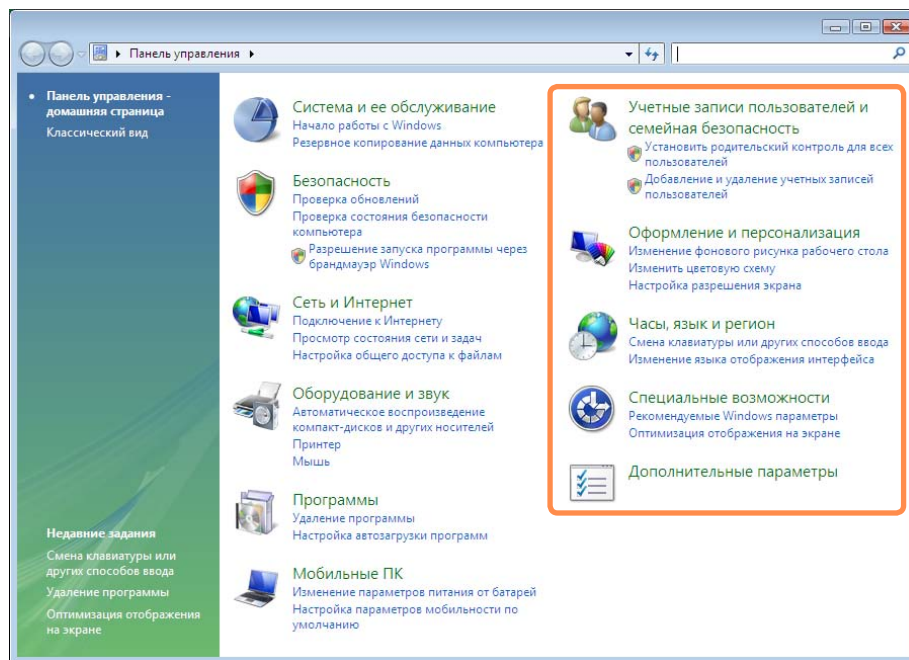 Панель управления
Панель управления -
домашняя страница
Классический вид
Система и ее обслуживание
Начало работы с Windows
Резервное копирование данных компьютера
Безопасность
Проверка обновлений
Проверка состояния безопасности
компьютера
Разрешение запуска программы через
брандмауэр Windows
Сеть и Интернет
Подключение к Интернету
Просмотр состояния сети и задач
Настройка общего доступа к файлам
Оборудование и звук
Автоматическое воспроизведение
компакт-дисков и других носителей
Принтер
Мышь
Программы
Удаление программы
Настройка автозагрузки программ
Мобильные ПК
Изменение параметров питания от батарей
Настройка параметров мобильности по
умолчанию
Учетные записи пользователей и
семейная безопасность
Установить родительский контроль для всех
пользователей
Добавление и удаление учетных записей
пользователей
Оформление и персонализация
Изменение фонового рисунка рабочего стола
Изменить цветовую схему
Настройка разрешения экрана
Часы, язык и регион
Смена клавиатуры или других способов ввода
Изменение языка отображения интерфейса
Специальные возможности
Рекомендуемые Windows параметры
Оптимизация отображения на экране
Дополнительные параметры
Недавние задания
Смена клавиатуры или
других способов ввода
Удаление программы
Оптимизация отображения
на экране